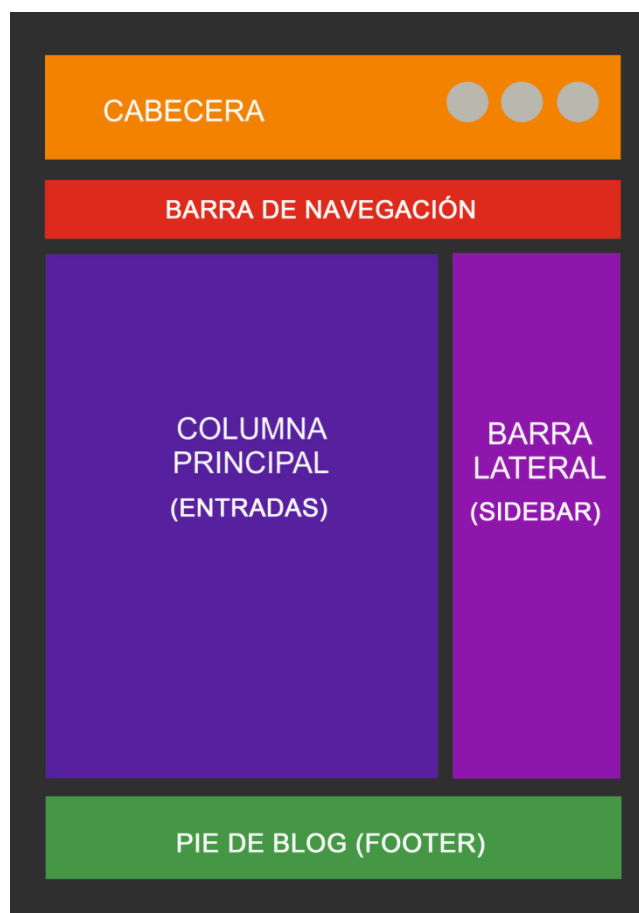 CABECERA
BARRA DE NAVEGACIÓN
COLUMNA
PRINCIPAL
(ENTRADAS)
BARRA
LATERAL
(SIDEBAR)
PIE DE BLOG (FOOTER)